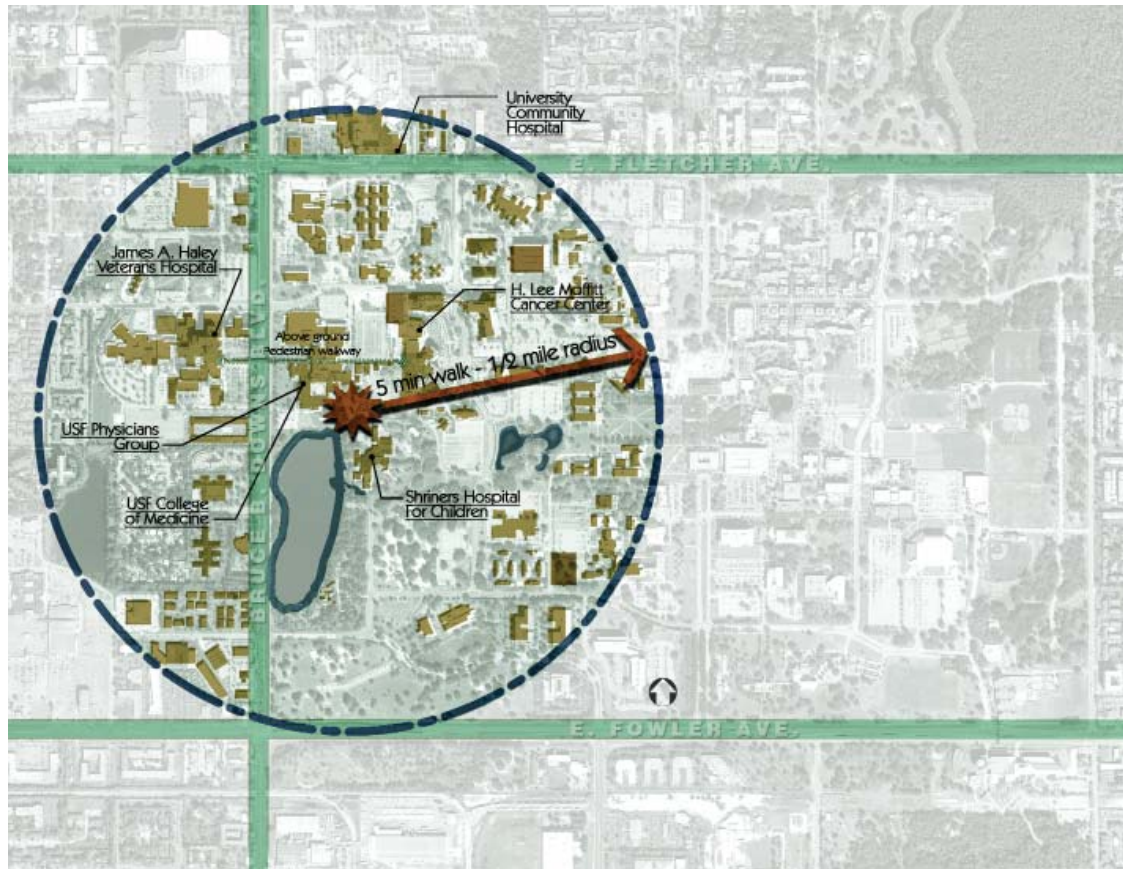 University
Community
Hospital
E. FLETCHER AVE.
James A. Haley
Veterans Hospital
H. Lee Moffitt
Cancer Center
Above ground
Pedestrian walkway
5 min walk - 1/2 mile radius
USF Physicians
Group
USF College
of Medicine
Shriners Hospital
For Children
BRUCE B DOWNS BLVD.
E. FOWLER AVE.